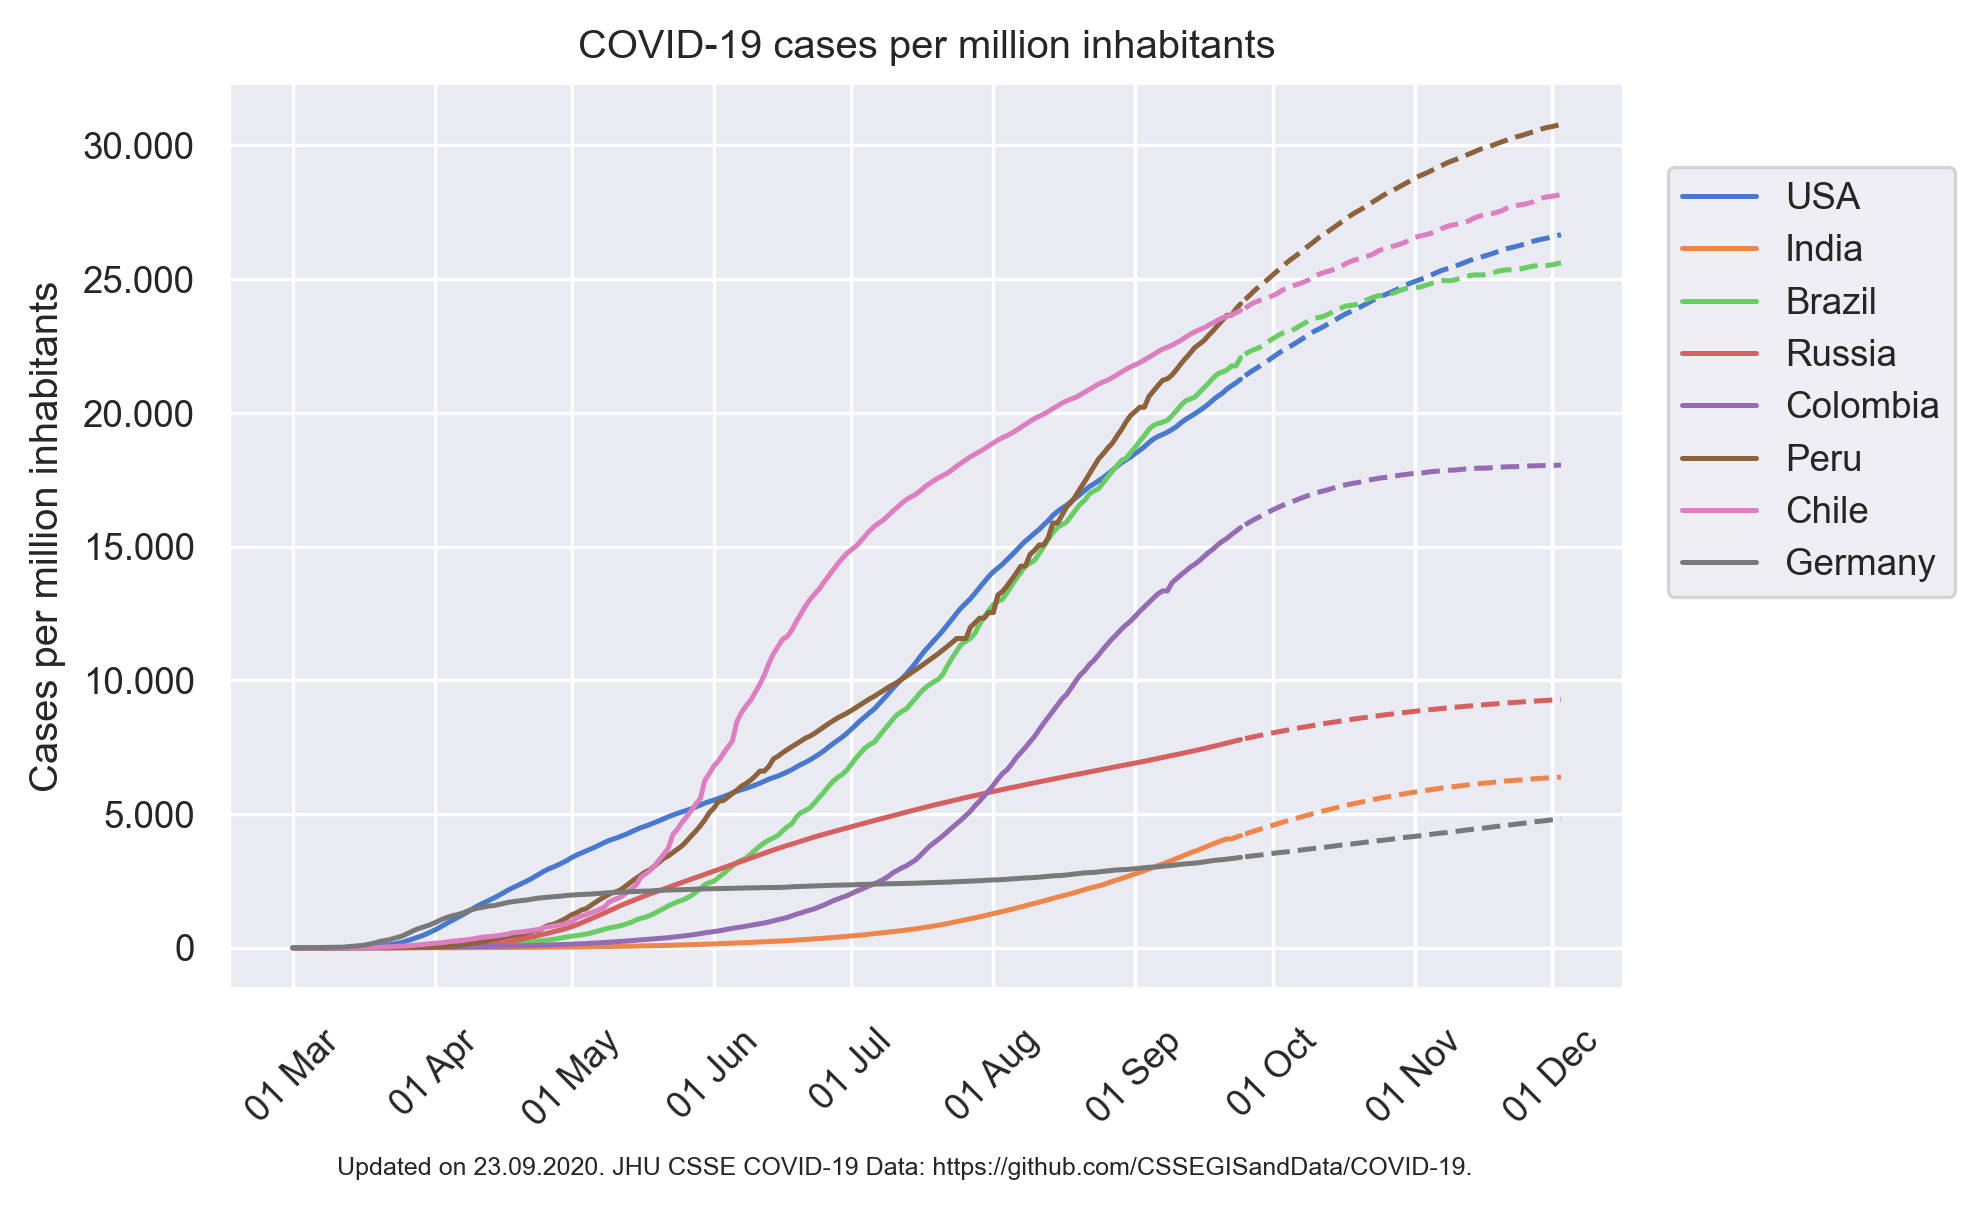 COVID-19 cases per million inhabitants
Cases per million inhabitants
30.000
25.000
20.000
15.000
10.000
5.000
0
01 Mar
01 Apr
01 May
01 Jun
01 Jul
01 Aug
01 Sep
01 Oct
01 Nov
01 Dec
USA
India
Brazil
Russia
Colombia
Peru
Chile
Germany
Updated on 23.09.2020. JHU CSSE COVID-19 Data: https://github.com/CSSEGISandData/COVID-19.